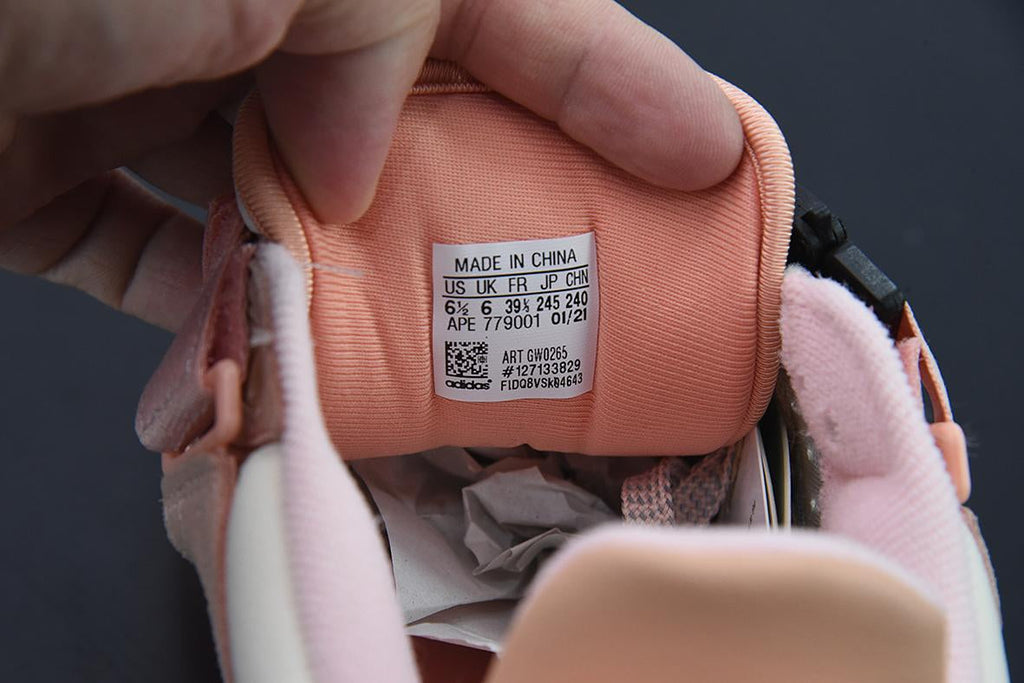 MADE IN CHINA
US UK FR JP CHN
6½ 6 39⅓ 245 240
APE 779001 01/21
ART GW0265
#127133829
adidas FIDQ8VSk04643